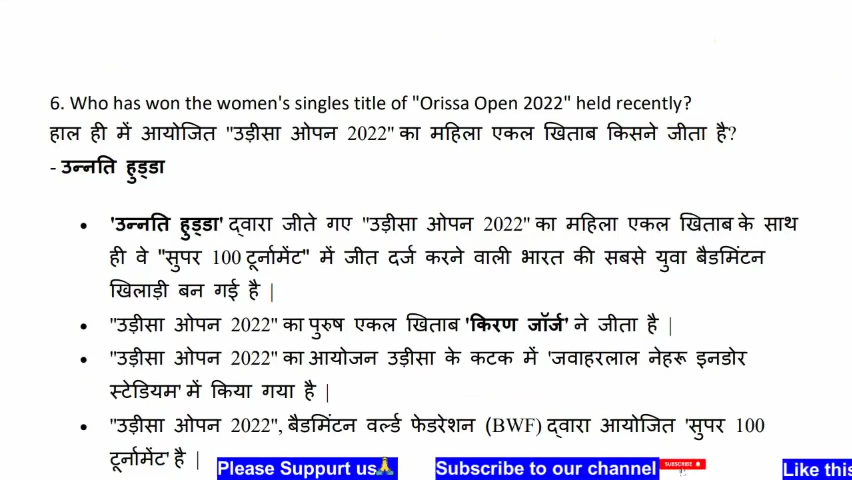 6. Who has won the women's singles title of "Orissa Open 2022" held recently?
हाल ही में आयोजित "उड़ीसा ओपन 2022" का महिला एकल खिताब किसने जीता है?
- उन्नति हुड्डा
• 'उन्नति हुड्डा' द्वारा जीते गए "उड़ीसा ओपन 2022" का महिला एकल खिताब के साथ
ही वे "सुपर 100 टूर्नामेंट" में जीत दर्ज करने वाली भारत की सबसे युवा बैडमिंटन
खिलाड़ी बन गई है |
• "उड़ीसा ओपन 2022" का पुरुष एकल खिताब 'किरण जॉर्ज' ने जीता है |
• "उड़ीसा ओपन 2022" का आयोजन उड़ीसा के कटक में 'जवाहरलाल नेहरू इनडोर
स्टेडियम' में किया गया है |
• "उड़ीसा ओपन 2022", बैडमिंटन वर्ल्ड फेडरेशन (BWF) द्वारा आयोजित 'सुपर 100
टूर्नामेंट' है |
Please Suppurt us🙏 Subscribe to our channel SUBSCRIBE Like this